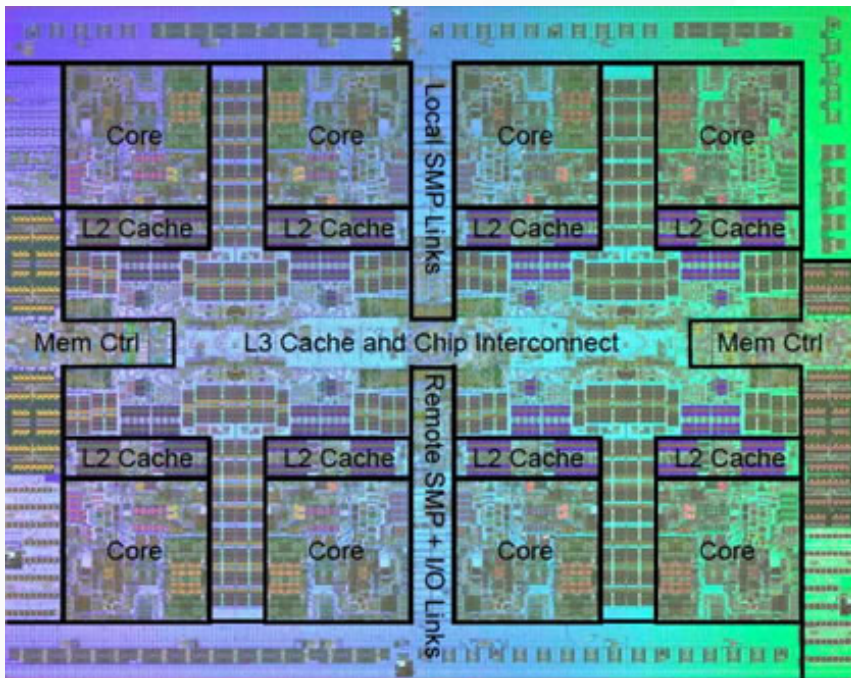 Core
Core
Core
Core
Local SMP Links
L2 Cache
L2 Cache
L2 Cache
L2 Cache
Mem Ctrl
L3 Cache and Chip Interconnect
Mem Ctrl
Remote SMP + I/O Links
L2 Cache
L2 Cache
L2 Cache
L2 Cache
Core
Core
Core
Core